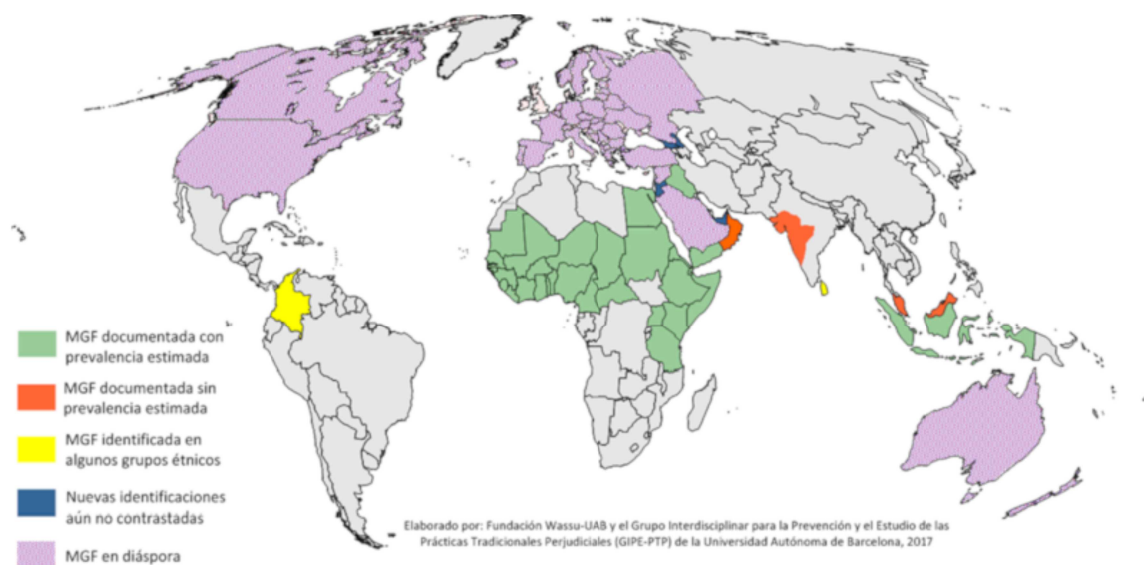 MGF documentada con
prevalencia estimada
MGF documentada sin
prevalencia estimada
MGF identificada en
algunos grupos étnicos
Nuevas identificaciones
aún no contrastadas
MGF en diáspora
Elaborado por: Fundación Wassu-UAB y el Grupo Interdisciplinar para la Prevención y el Estudio de las
Prácticas Tradicionales Perjudiciales (GIPE-PTP) de la Universidad Autónoma de Barcelona, 2017